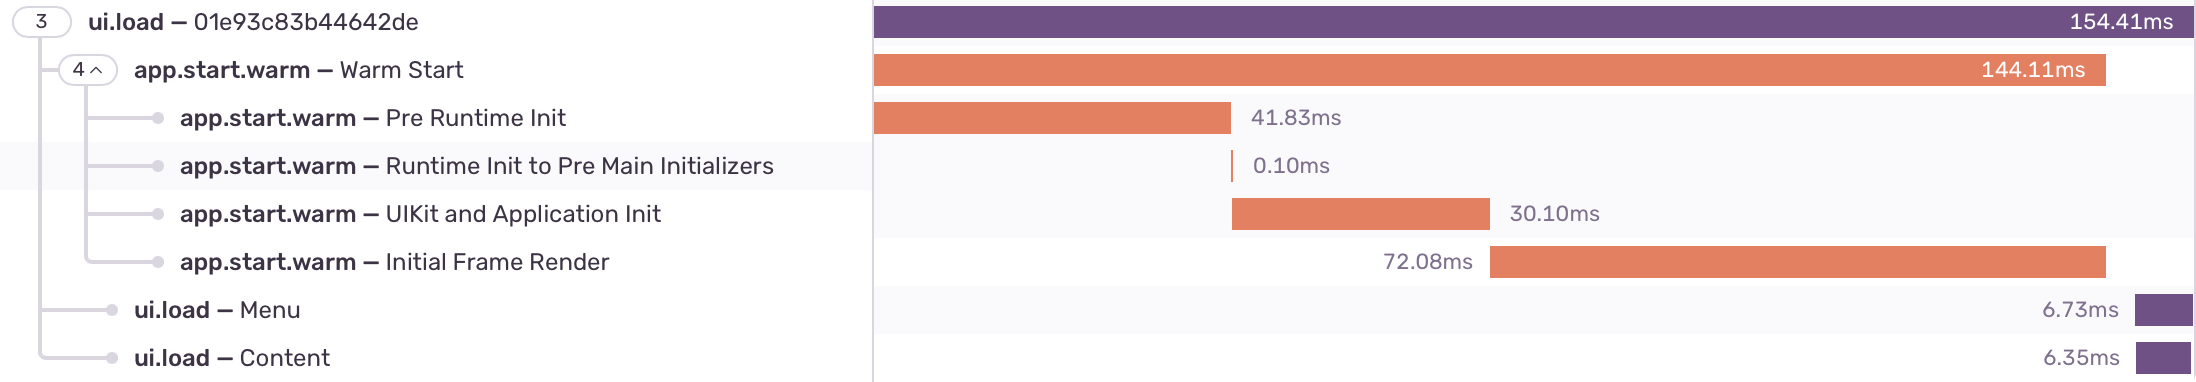 3 ui.load — 01e93c83b44642de 154.41ms
4 app.start.warm — Warm Start 144.11ms
app.start.warm — Pre Runtime Init 41.83ms
app.start.warm — Runtime Init to Pre Main Initializers 0.10ms
app.start.warm — UIKit and Application Init 30.10ms
app.start.warm — Initial Frame Render 72.08ms
ui.load — Menu 6.73ms
ui.load — Content 6.35ms